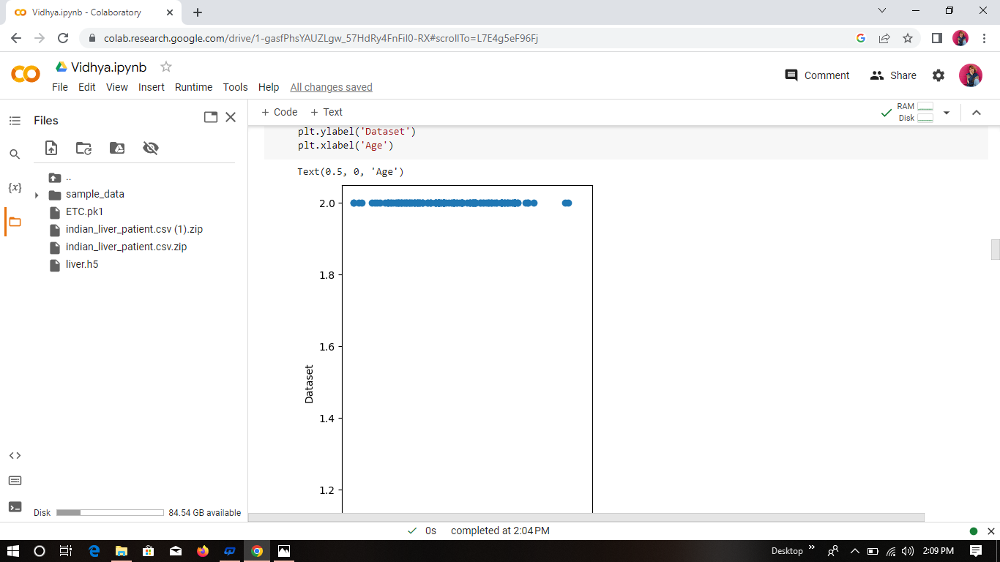 Vidhya.ipynb - Colaboratory
colab.research.google.com/drive/1-gasfPhsYAUZLgw_57HdRy4FnFil0-RX#scrollTo=L7E4g5eF96Fj
Vidhya.ipynb
File Edit View Insert Runtime Tools Help All changes saved
Comment Share
Files
+ Code + Text
RAM
Disk
plt.ylabel('Dataset')
plt.xlabel('Age')
Text(0.5, 0, 'Age')
..
sample_data
ETC.pk1
indian_liver_patient.csv (1).zip
indian_liver_patient.csv.zip
liver.h5
{x}
2.0
1.8
1.6
1.4
1.2
Dataset
Disk 84.54 GB available
0s completed at 2:04 PM
Desktop
2:09 PM